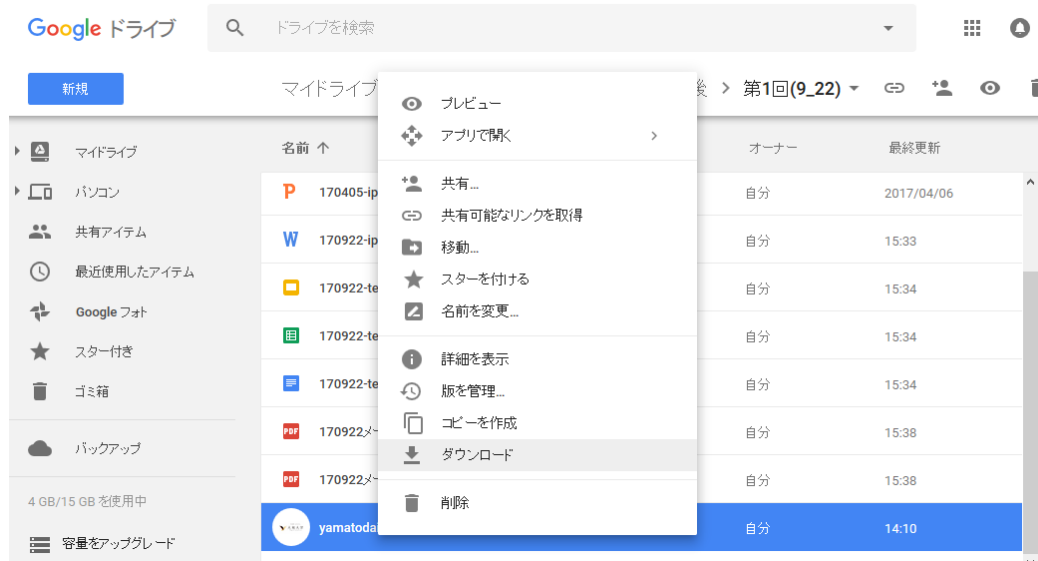 Google ドライブ
ドライブを検索
新規
マイドライブ
後 > 第1回(9_22)
マイドライブ
パソコン
共有アイテム
最近使用したアイテム
Google フォト
スター付き
ゴミ箱
バックアップ
4 GB/15 GB を使用中
容量をアップグレード
名前 オーナー 最終更新
170405-ip 自分 2017/04/06
170922-ip 自分 15:33
170922-te 自分 15:34
170922-te 自分 15:34
170922-te 自分 15:34
PDF 170922メー 自分 15:38
PDF 170922メー 自分 15:38
yamatodai 自分 14:10
プレビュー
アプリで開く
共有...
共有可能なリンクを取得
移動...
スターを付ける
名前を変更...
詳細を表示
版を管理...
コピーを作成
ダウンロード
削除